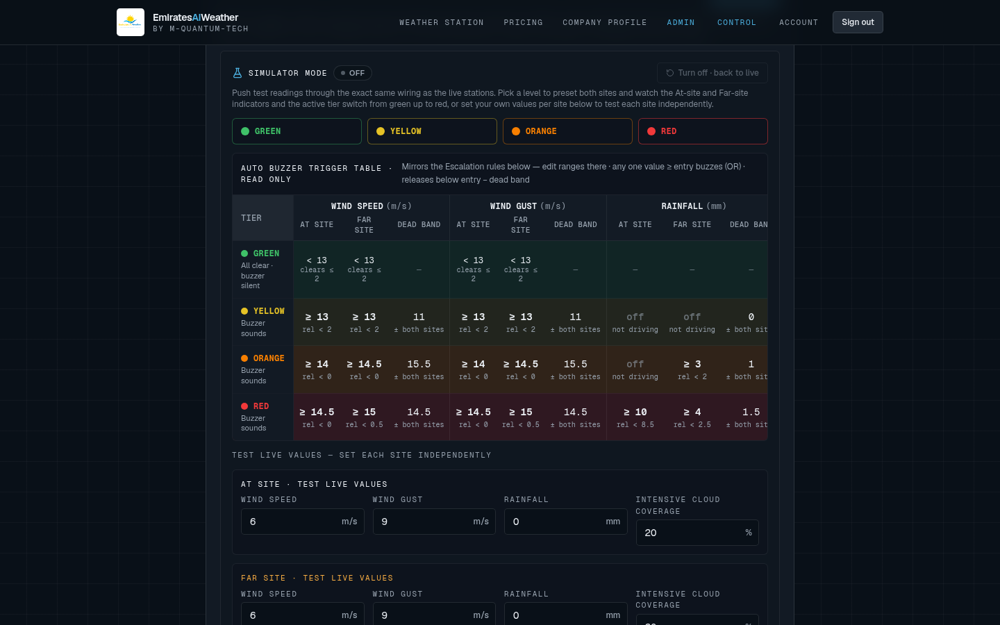 EmiratesAIWeather
BY M-QUANTUM-TECH
WEATHER STATION
PRICING
COMPANY PROFILE
ADMIN
CONTROL
ACCOUNT
Sign out
SIMULATOR MODE
OFF
Turn off · back to live
Push test readings through the exact same wiring as the live stations. Pick a level to preset both sites and watch the At-site and Far-site
indicators and the active tier switch from green up to red, or set your own values per site below to test each site independently.
GREEN
YELLOW
ORANGE
RED
AUTO BUZZER TRIGGER TABLE ·
READ ONLY
Mirrors the Escalation rules below — edit ranges there · any one value ≥ entry buzzes (OR) ·
releases below entry − dead band
TIER
WIND SPEED (m/s)
WIND GUST (m/s)
RAINFALL (mm)
AT SITE
FAR
SITE
DEAD BAND
AT SITE
FAR
SITE
DEAD BAND
AT SITE
FAR SITE
DEAD BAN
GREEN
All clear ·
buzzer
silent
< 13
clears ≤
2
< 13
clears ≤
2
—
< 13
clears ≤
2
< 13
clears ≤
2
—
—
—
—
YELLOW
Buzzer
sounds
≥ 13
rel < 2
≥ 13
rel < 2
11
± both sites
≥ 13
rel < 2
≥ 13
rel < 2
11
± both sites
off
not driving
off
not driving
0
± both sit
ORANGE
Buzzer
sounds
≥ 14
rel < 0
≥ 14.5
rel < 0
15.5
± both sites
≥ 14
rel < 0
≥ 14.5
rel < 0
15.5
± both sites
off
not driving
≥ 3
rel < 2
1
± both sit
RED
Buzzer
sounds
≥ 14.5
rel < 0
≥ 15
rel < 0.5
14.5
± both sites
≥ 14.5
rel < 0
≥ 15
rel < 0.5
14.5
± both sites
≥ 10
rel < 8.5
≥ 4
rel < 2.5
1.5
± both sit
TEST LIVE VALUES — SET EACH SITE INDEPENDENTLY
AT SITE · TEST LIVE VALUES
WIND SPEED
WIND GUST
RAINFALL
INTENSIVE CLOUD
COVERAGE
6 m/s
9 m/s
0 mm
20 %
FAR SITE · TEST LIVE VALUES
WIND SPEED
WIND GUST
RAINFALL
INTENSIVE CLOUD
COVERAGE
6 m/s
9 m/s
0 mm